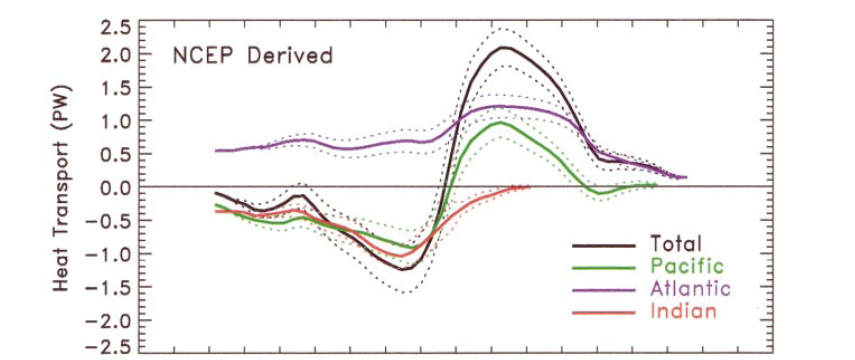 2.5
NCEP Derived
2.0
1.5
1.0
0.5
0.0
−0.5
−1.0
−1.5
−2.0
−2.5
Heat Transport (PW)
Total
Pacific
Atlantic
Indian